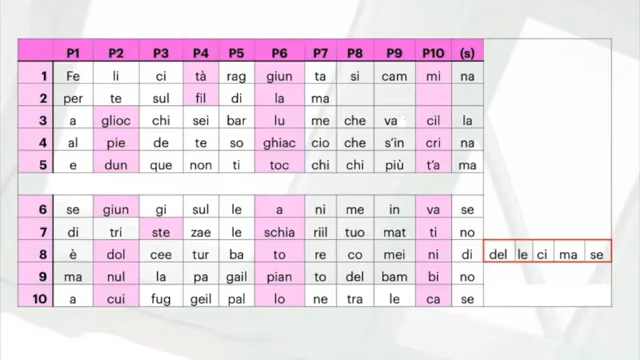 P1 P2 P3 P4 P5 P6 P7 P8 P9 P10 (s)
1 Fe li ci tà rag giun ta si cam mi na
2 per te sul fil di la ma
3 a glioc chi sei bar lu me che va cil la
4 al pie de te so ghiac cio che s'in cri na
5 e dun que non ti toc chi chi più t'a ma
6 se giun gi sul le a ni me in va se
7 di tri ste zae le schia riil tuo mat ti no
8 è dol cee tur ba to re co mei ni di del le ci ma se
9 ma nul la pa gail pian to del bam bi no
10 a cui fug geil pal lo ne tra le ca se